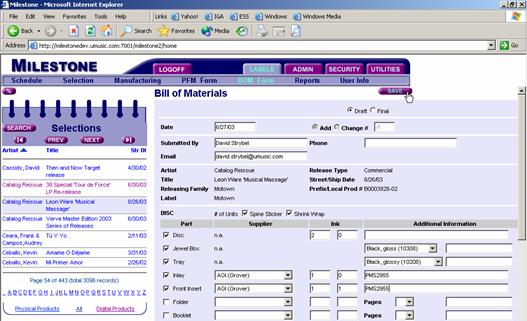 Milestone - Microsoft Internet Explorer
File Edit View Favorites Tools Help Links Yahoo! IGA ESS Windows Windows Media
Back Search Favorites Media
Address http://milestonedev.umusic.com:7001/milestone2/home Go
MILESTONE LOGOFF LABELS ADMIN SECURITY UTILITIES
Schedule Selection Manufacturing PFM Form BOM Form Reports User Info
Bill of Materials SAVE
Draft Final
Date 6/27/03 Add Change # -1
Submitted By David Strybel Phone
Email david.strybel@umusic.com
Artist Catalog Reissue Release Type Commercial
Title Leon Ware 'Musical Massage' Street/Ship Date 8/26/03
Releasing Family Motown Prefix/Local Prod # B0003928-02
Label Motown
DISC # of Units Spine Sticker Shrink Wrap
Part Supplier Ink Additional Information
Disc n.a. 2 0
Jewel Box n.a. Black, glossy (10308)
Tray n.a. Black, glossy (10208)
Inlay AGI (Grover) 1 0 PMS2955
Front Insert AGI (Grover) 1 1 PMS2955
Folder Pages
Booklet Pages
%
SEARCH Selections
PREV NEXT
Artist Title Str Dt
Cassidy, David Then and Now Target release 4/30/02
Catalog Reissue 38 Special 'Tour de Force' LP Re-release 6/30/03
Catalog Reissue Leon Ware 'Musical Massage' 8/26/03
Catalog Reissue Verve Master Edition 2003 Series of Releases 6/30/03
Ceara, Frank & Campos,Audrey Tú Y Yo 2/11/03
Ceballo, Kevin Amame O Déjame 3/31/03
Ceballo, Kevin Mi Primer Amor 2/26/02
Page 54 of 443 (total 3096 records)
A B C D E F G H I J K L M N O P Q R S T U V W X Y Z
Physical Products All Digital Products